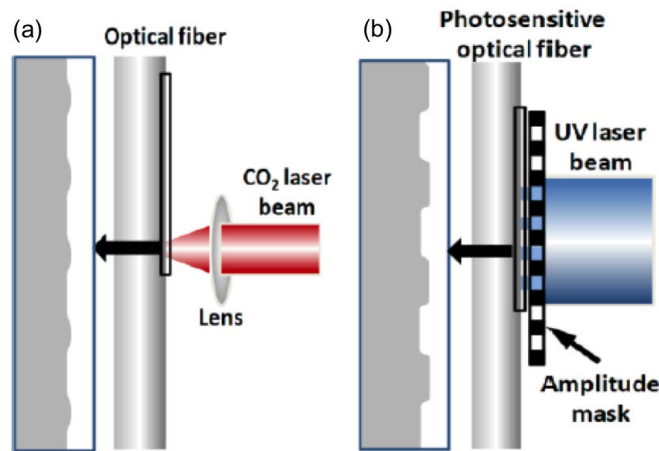 (a)
Optical fiber
CO₂ laser
beam
Lens
(b)
Photosensitive
optical fiber
UV laser
beam
Amplitude
mask